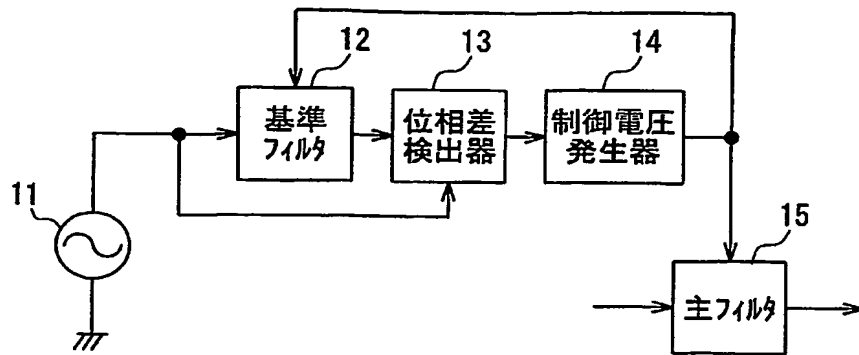 12
13
14
基準
フィルタ
位相差
検出器
制御電圧
発生器
11
15
主フィルタ